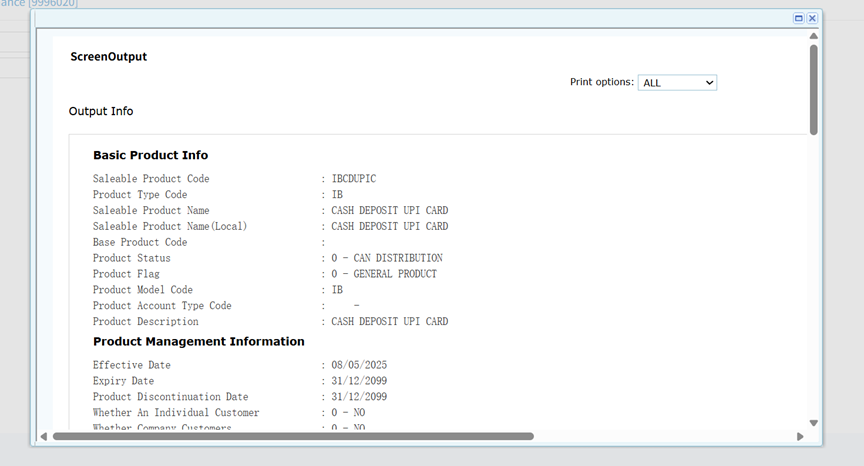 ance [9996020]
ScreenOutput
Print options: ALL
Output Info
Basic Product Info
Saleable Product Code : IBCDUPIC
Product Type Code : IB
Saleable Product Name : CASH DEPOSIT UPI CARD
Saleable Product Name(Local) : CASH DEPOSIT UPI CARD
Base Product Code :
Product Status : 0 - CAN DISTRIBUTION
Product Flag : 0 - GENERAL PRODUCT
Product Model Code : IB
Product Account Type Code : -
Product Description : CASH DEPOSIT UPI CARD
Product Management Information
Effective Date : 08/05/2025
Expiry Date : 31/12/2099
Product Discontinuation Date : 31/12/2099
Whether An Individual Customer : 0 - NO
Whether Company Customers : 0 - NO